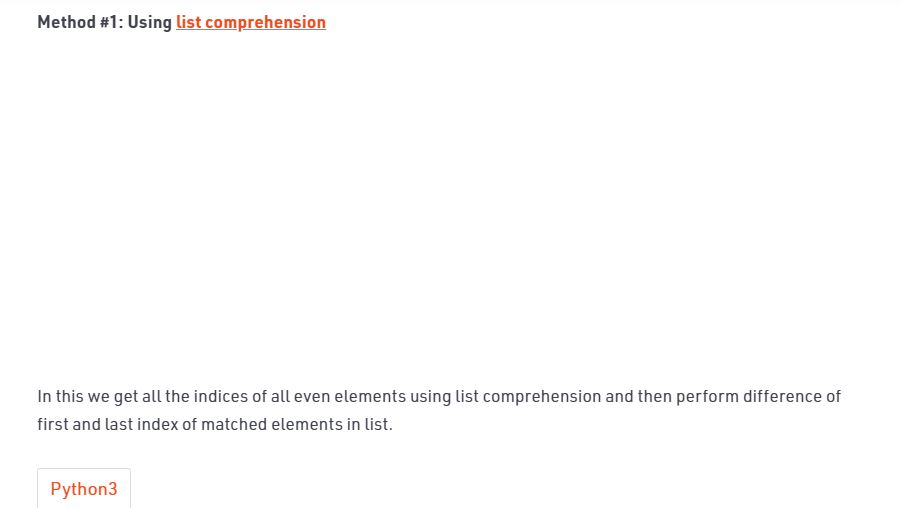 Method #1: Using list comprehension
In this we get all the indices of all even elements using list comprehension and then perform difference of
first and last index of matched elements in list.
Python3